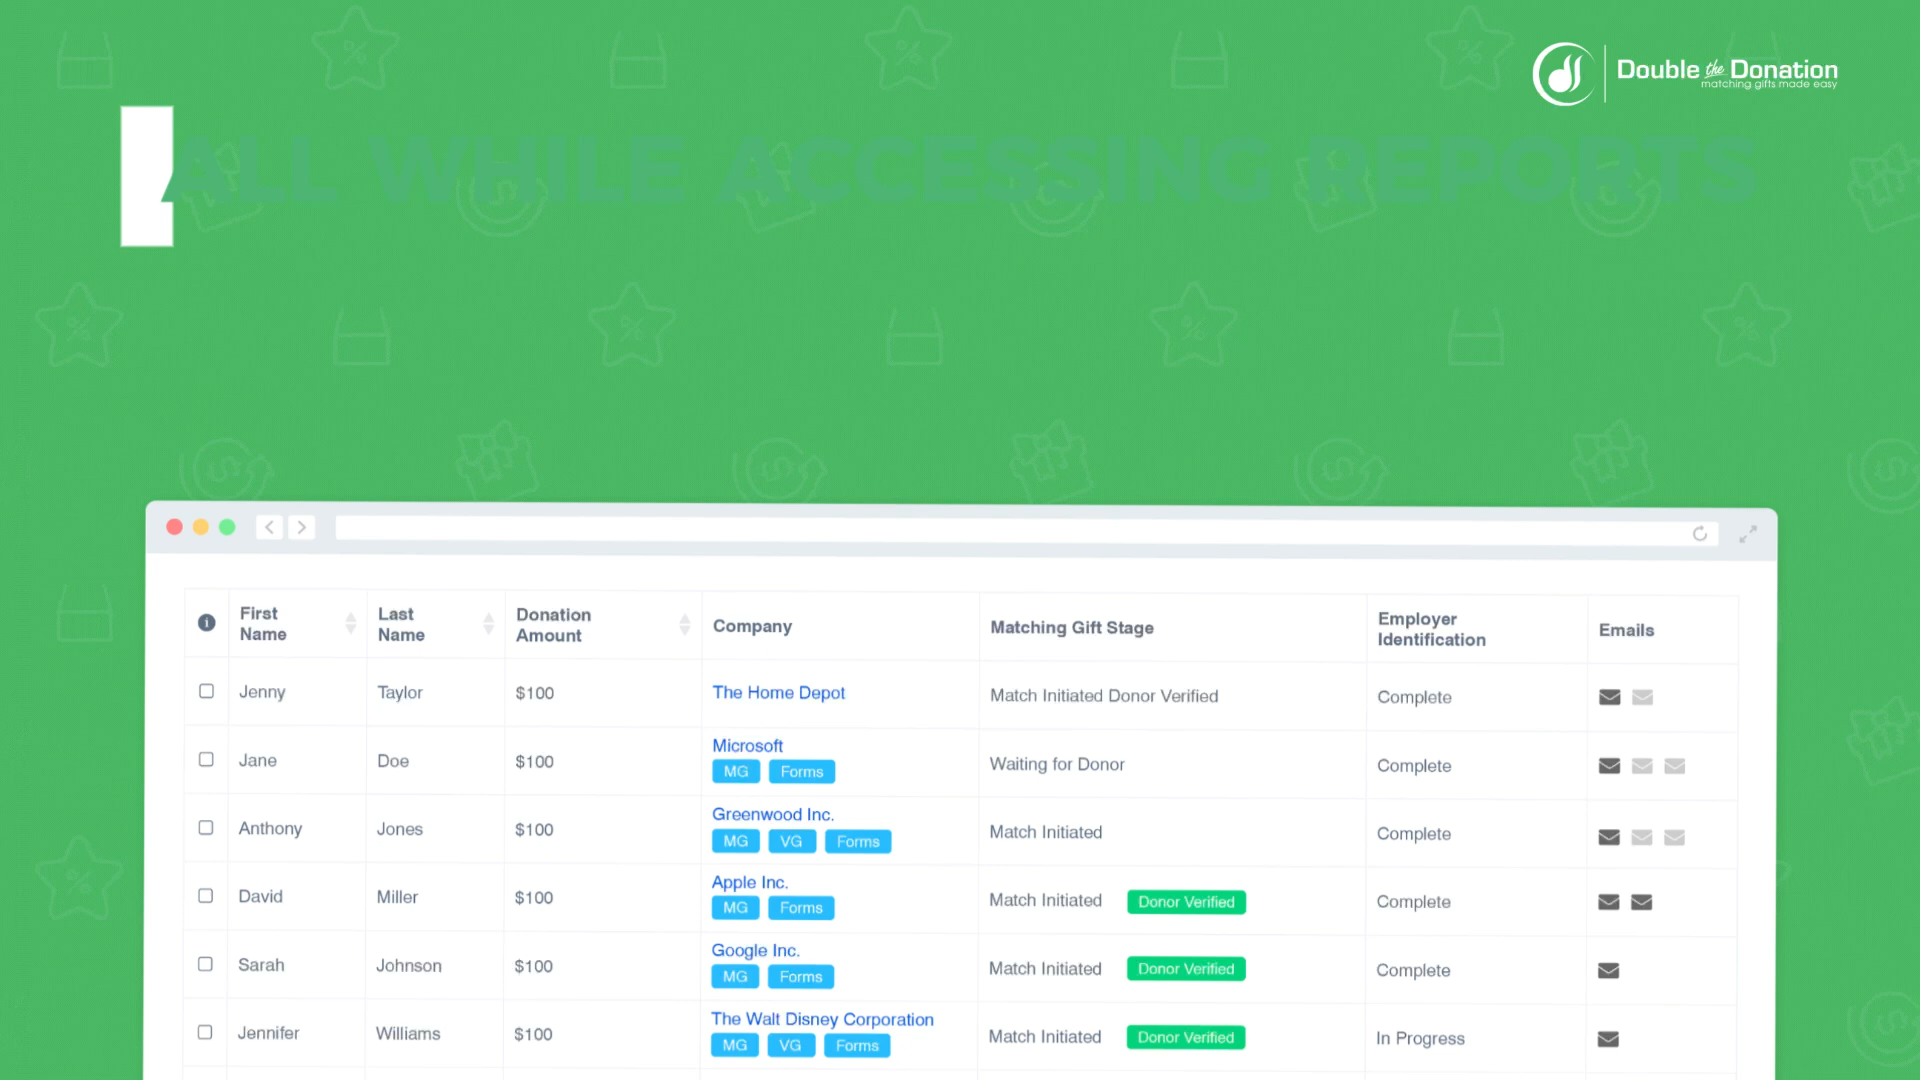 Double the Donation
matching gifts made easy
ALL WHILE ACCESSING REPORTS
First Name
Last Name
Donation Amount
Company
Matching Gift Stage
Employer Identification
Emails
Jenny Taylor $100 The Home Depot Match Initiated Donor Verified Complete
Jane Doe $100 Microsoft MG Forms Waiting for Donor Complete
Anthony Jones $100 Greenwood Inc. MG VG Forms Match Initiated Complete
David Miller $100 Apple Inc. MG Forms Match Initiated Donor Verified Complete
Sarah Johnson $100 Google Inc. MG Forms Match Initiated Donor Verified Complete
Jennifer Williams $100 The Walt Disney Corporation MG VG Forms Match Initiated Donor Verified In Progress